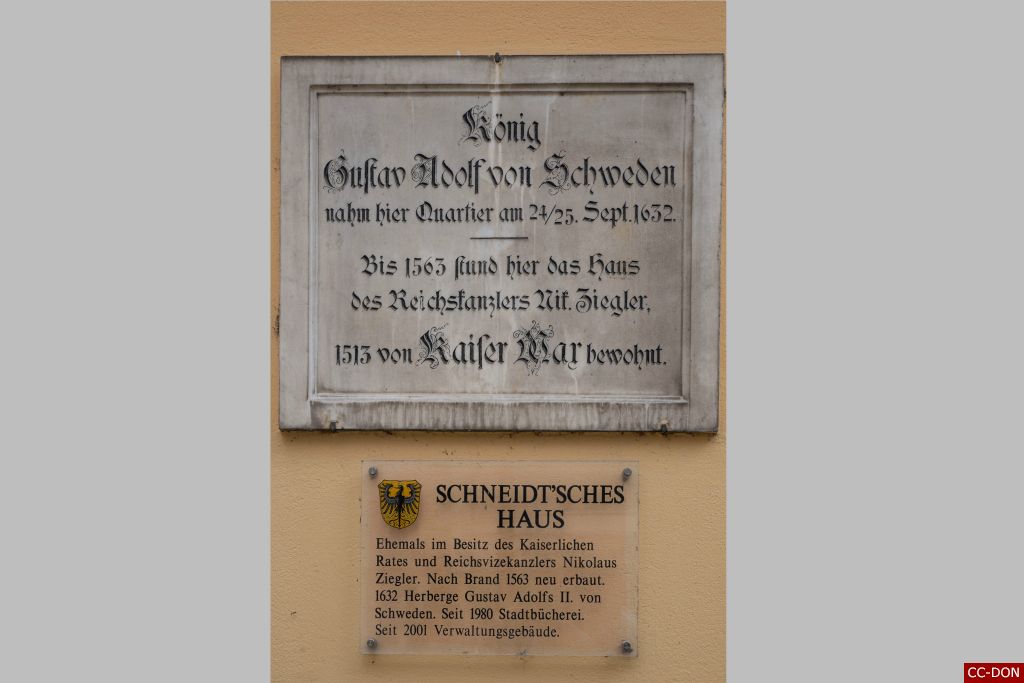 König
Gustav Adolf von Schweden
nahm hier Quartier am 24/25. Sept. 1632.
Bis 1563 stund hier das Haus
des Reichskanzlers Nik. Ziegler,
1513 von Kaiser Max bewohnt.
SCHNEIDT'SCHES
HAUS
Ehemals im Besitz des Kaiserlichen
Rates und Reichsvizekanzlers Nikolaus
Ziegler. Nach Brand 1563 neu erbaut.
1632 Herberge Gustav Adolfs II. von
Schweden. Seit 1980 Stadtbücherei.
Seit 2001 Verwaltungsgebäude.
CC-DON